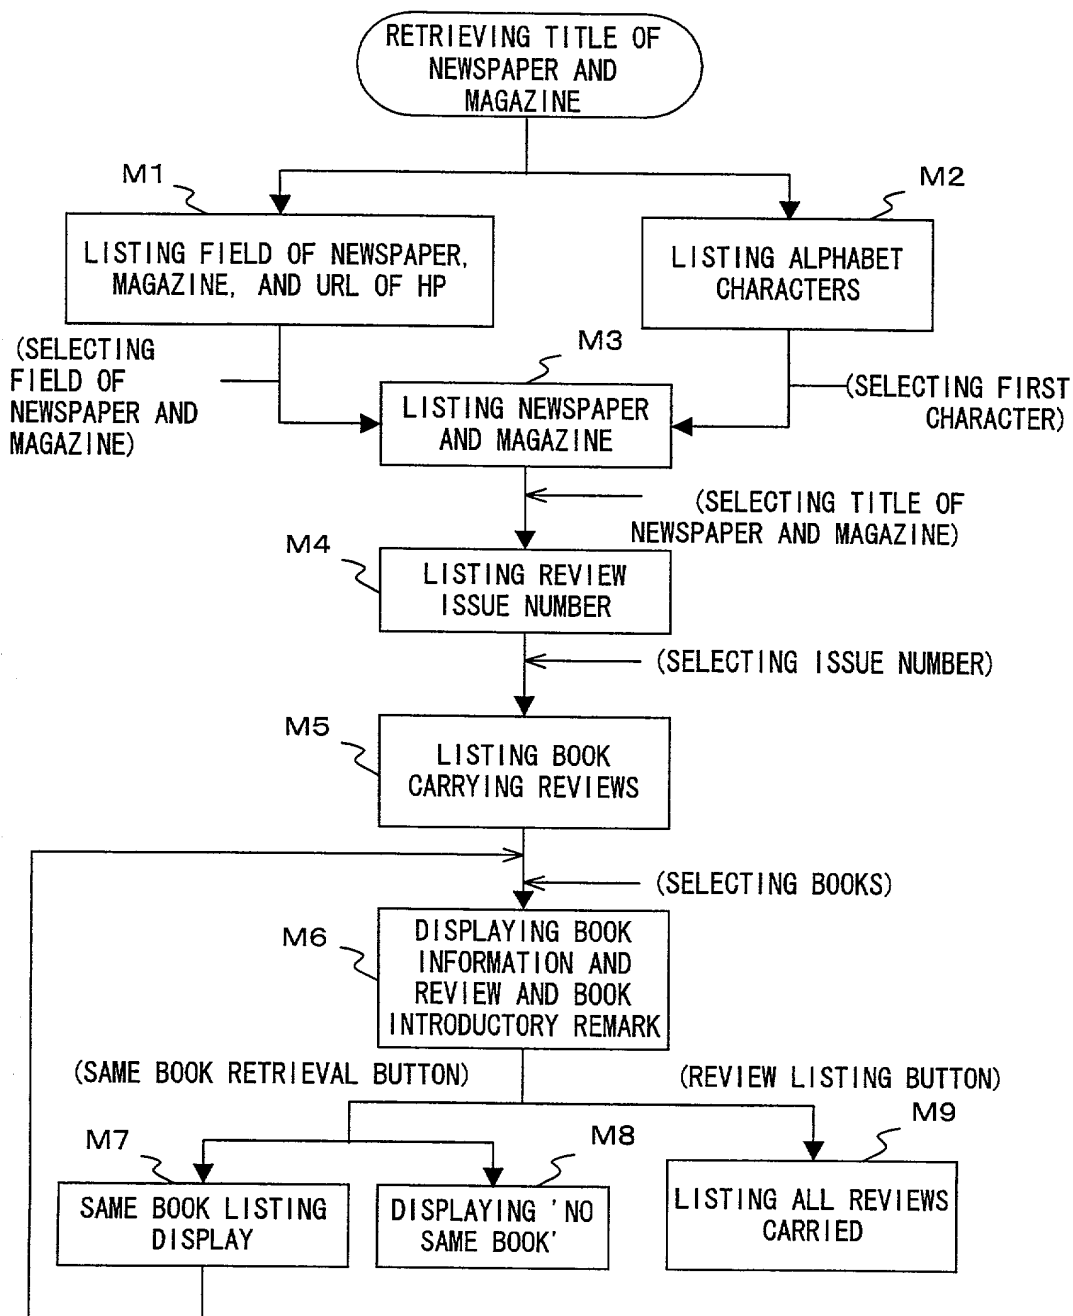 RETRIEVING TITLE OF
NEWSPAPER AND
MAGAZINE
M1
M2
LISTING FIELD OF NEWSPAPER,
MAGAZINE, AND URL OF HP
LISTING ALPHABET
CHARACTERS
(SELECTING
FIELD OF
NEWSPAPER AND
MAGAZINE)
M3
LISTING NEWSPAPER
AND MAGAZINE
(SELECTING FIRST
CHARACTER)
(SELECTING TITLE OF
NEWSPAPER AND MAGAZINE)
M4
LISTING REVIEW
ISSUE NUMBER
(SELECTING ISSUE NUMBER)
M5
LISTING BOOK
CARRYING REVIEWS
(SELECTING BOOKS)
M6
DISPLAYING BOOK
INFORMATION AND
REVIEW AND BOOK
INTRODUCTORY REMARK
(SAME BOOK RETRIEVAL BUTTON)
(REVIEW LISTING BUTTON)
M7
M8
M9
SAME BOOK LISTING
DISPLAY
DISPLAYING 'NO
SAME BOOK'
LISTING ALL REVIEWS
CARRIED